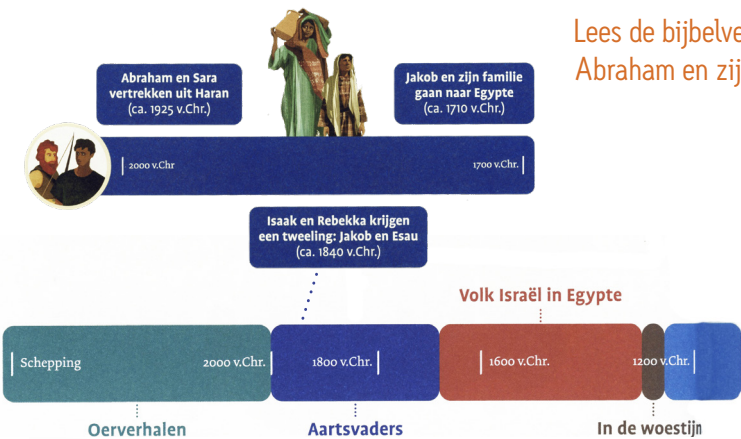 Lees de bijbelve
Abraham en zij
Abraham en Sara
vertrekken uit Haran
(ca. 1925 v.Chr.)
Jakob en zijn familie
gaan naar Egypte
(ca. 1710 v.Chr.)
2000 v.Chr
1700 v.Chr.
Isaak en Rebekka krijgen
een tweeling: Jakob en Esau
(ca. 1840 v.Chr.)
Volk Israël in Egypte
Schepping
2000 v.Chr.
1800 v.Chr.
1600 v.Chr.
1200 v.Chr.
Oerverhalen
Aartsvaders
In de woestijn